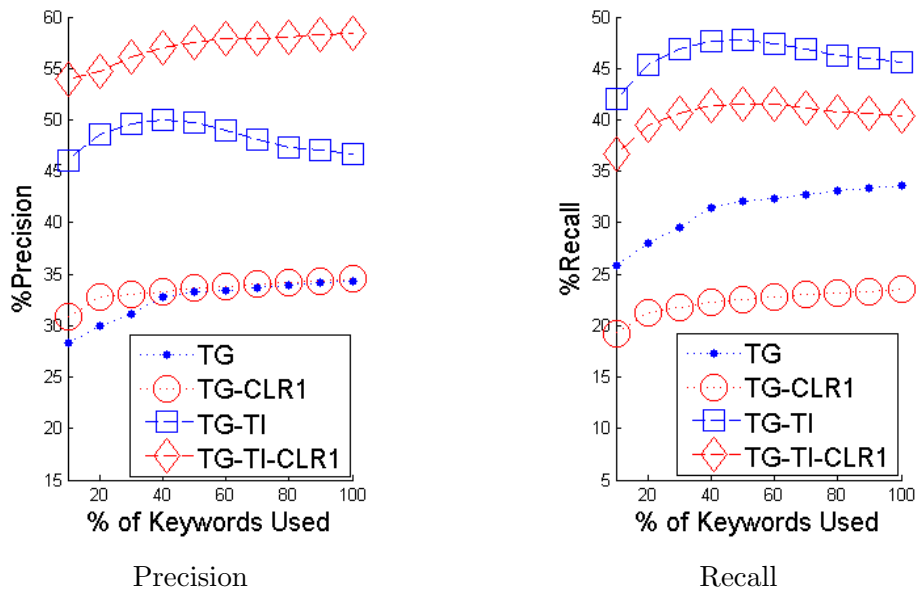 60
55
50
45
40
35
30
25
20
15
%Precision
20 40 60 80 100
% of Keywords Used
TG
TG-CLR1
TG-TI
TG-TI-CLR1
Precision
50
45
40
35
30
25
20
15
10
5
%Recall
20 40 60 80 100
% of Keywords Used
TG
TG-CLR1
TG-TI
TG-TI-CLR1
Recall